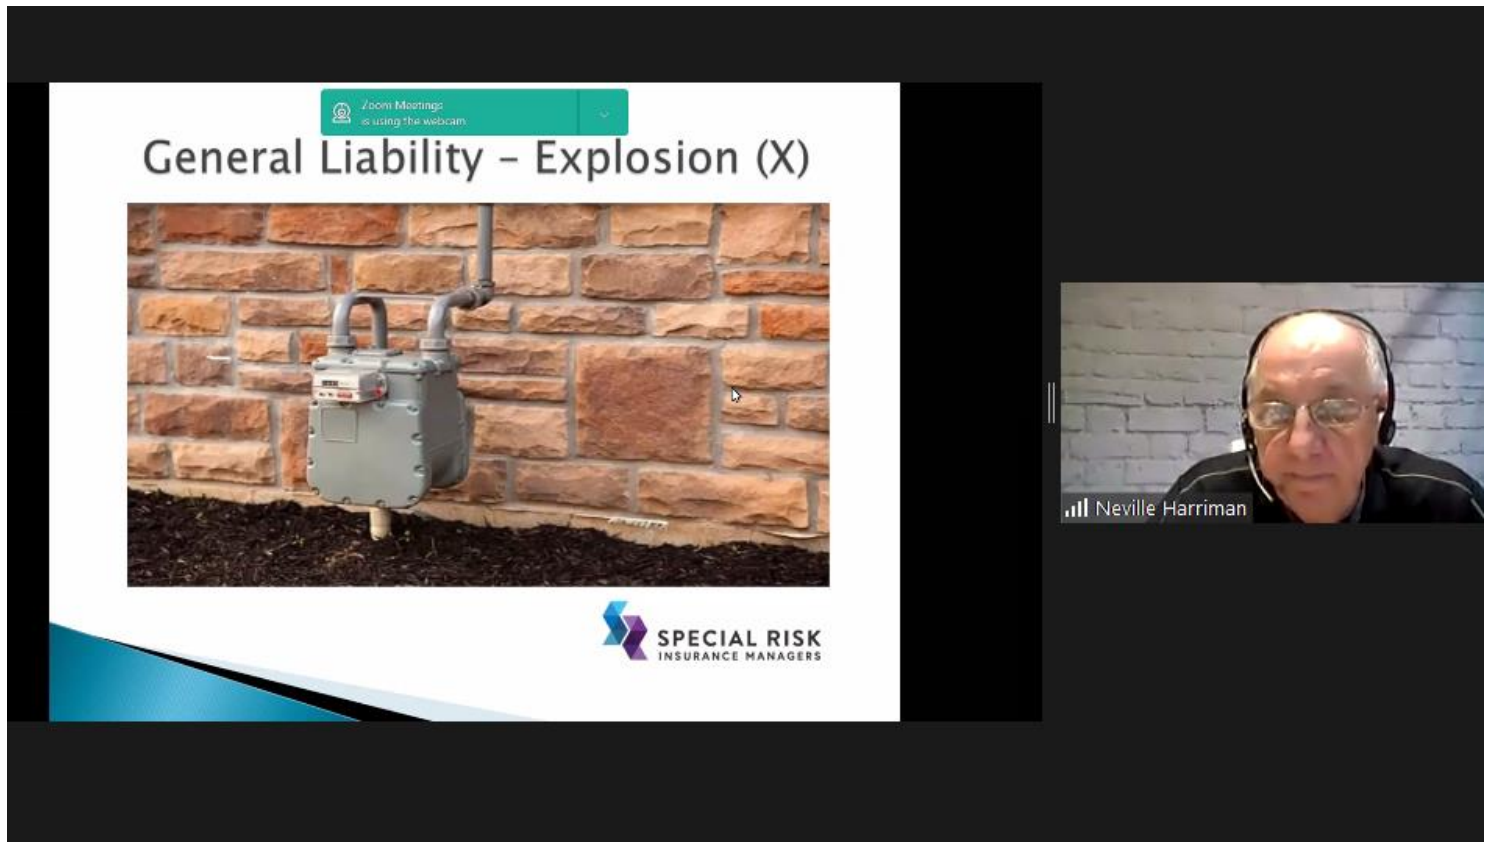 Zoom Meetings
is using the webcam
General Liability – Explosion (X)
SPECIAL RISK
INSURANCE MANAGERS
Neville Harriman